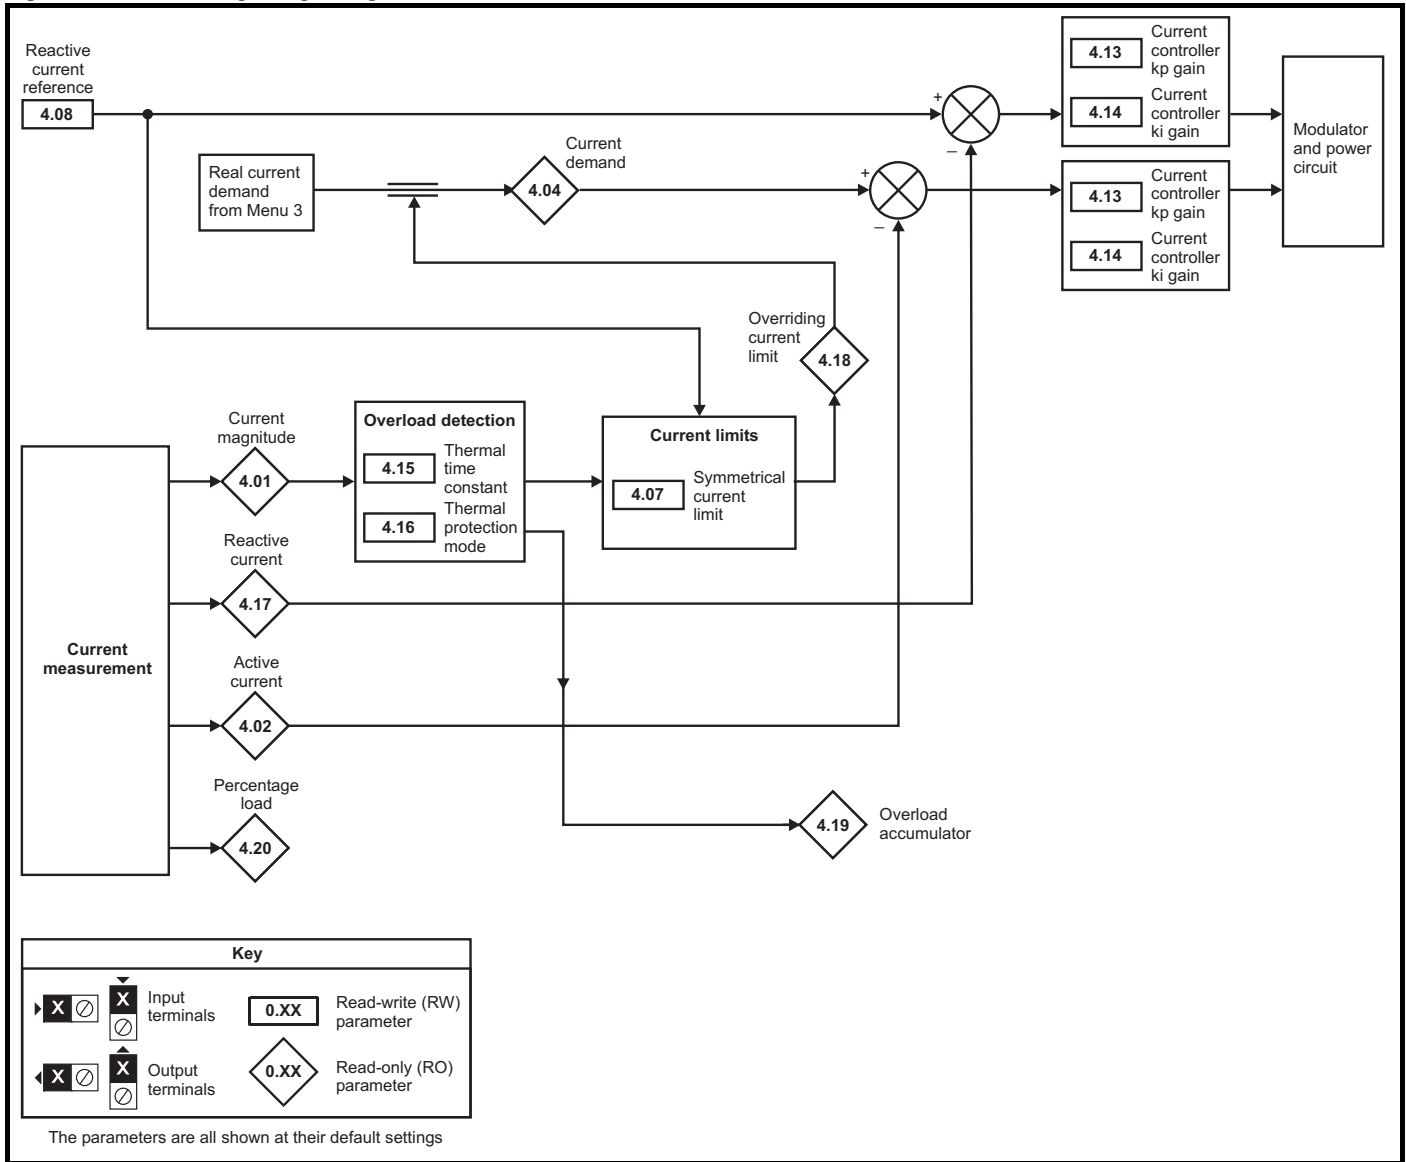 Reactive
current
reference
4.08
Real current
demand
from Menu 3
Current
demand
4.04
+
–
+
–
4.13
Current
controller
kp gain
4.14
Current
controller
ki gain
4.13
Current
controller
kp gain
4.14
Current
controller
ki gain
Modulator
and power
circuit
Overriding
current
limit
4.18
Current
magnitude
4.01
Overload detection
4.15
Thermal
time
constant
4.16
Thermal
protection
mode
Current limits
4.07
Symmetrical
current
limit
Reactive
current
4.17
Current
measurement
Active
current
4.02
Percentage
load
4.20
4.19
Overload
accumulator
Key
X
X
Input
terminals
0.XX
Read-write (RW)
parameter
X
X
Output
terminals
0.XX
Read-only (RO)
parameter
The parameters are all shown at their default settings